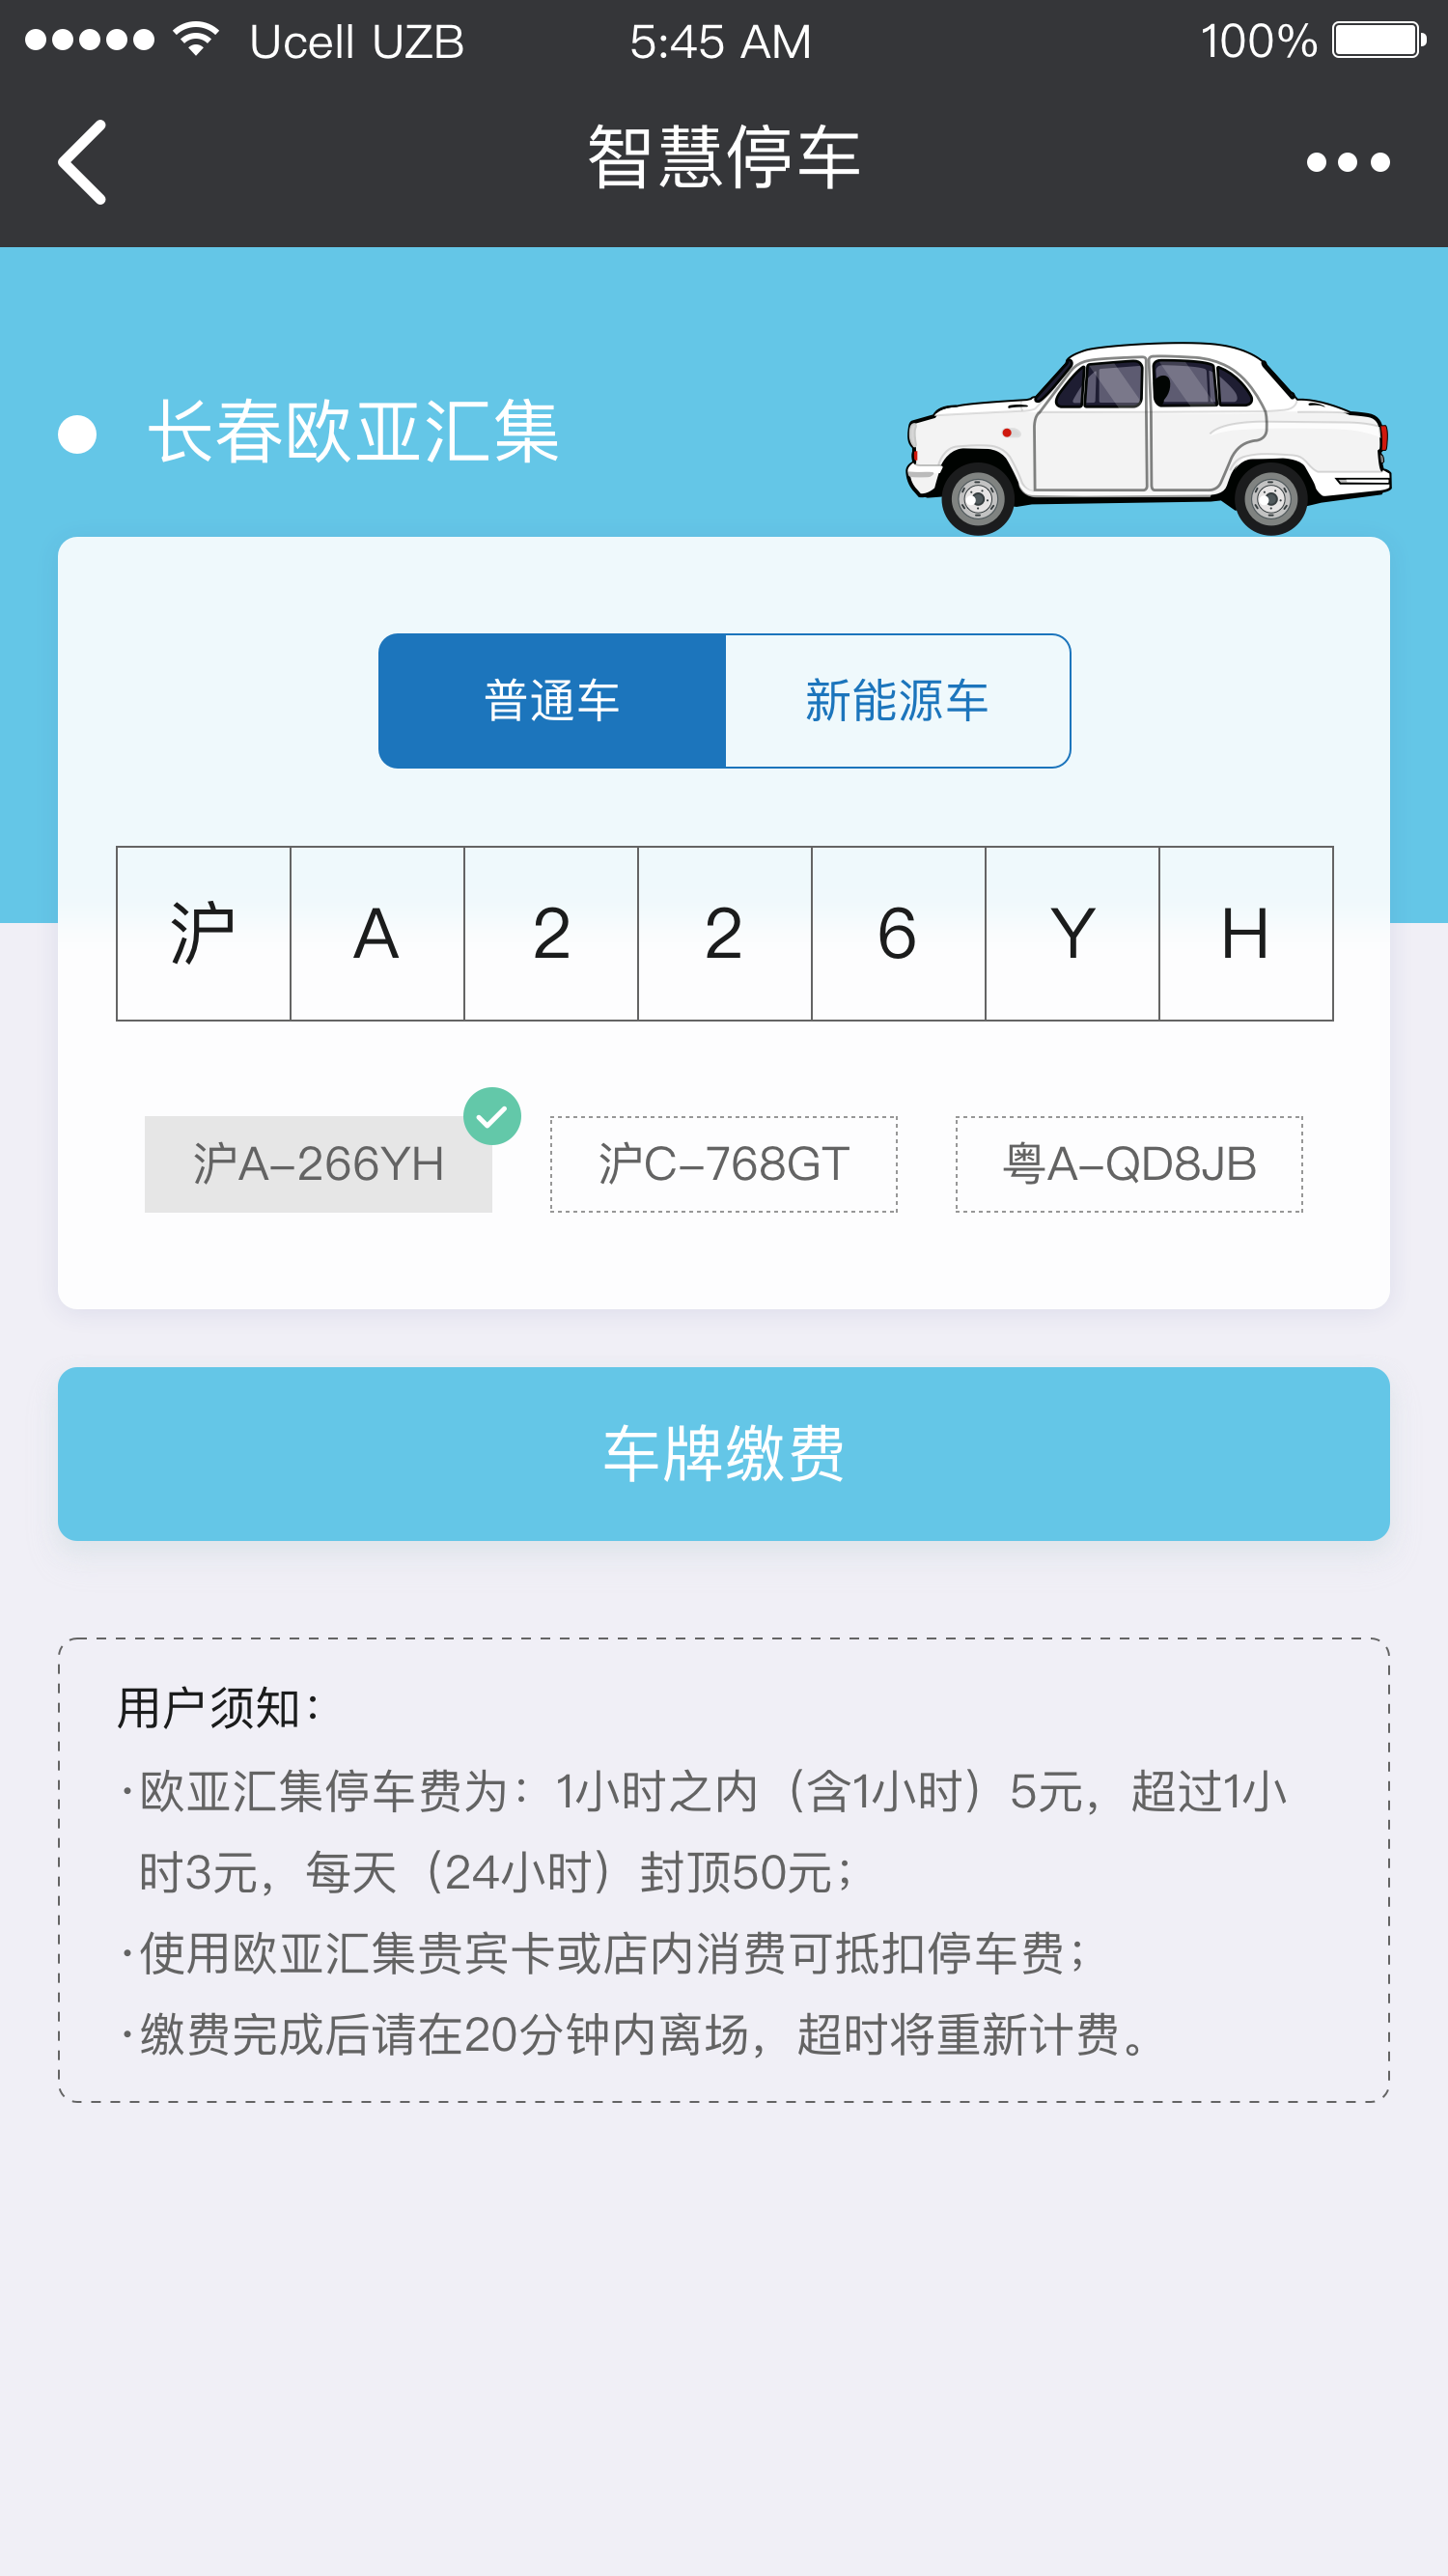 Ucell UZB 5:45 AM 100%
智慧停车
长春欧亚汇集
普通车 新能源车
沪 A 2 2 6 Y H
沪A-266YH 沪C-768GT 粤A-QD8JB
车牌缴费
用户须知：
·欧亚汇集停车费为：1小时之内（含1小时）5元，超过1小
时3元，每天（24小时）封顶50元；
·使用欧亚汇集贵宾卡或店内消费可抵扣停车费；
·缴费完成后请在20分钟内离场，超时将重新计费。